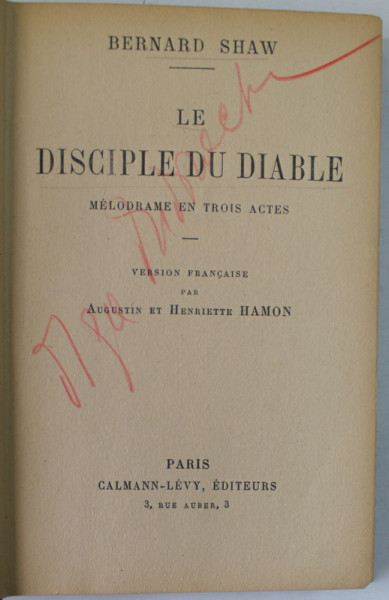 BERNARD SHAW
LE
DISCIPLE DU DIABLE
MÉLODRAME EN TROIS ACTES
VERSION FRANÇAISE
PAR
AUGUSTIN ET HENRIETTE HAMON
PARIS
CALMANN-LÉVY, ÉDITEURS
3, RUE AUBER, 3